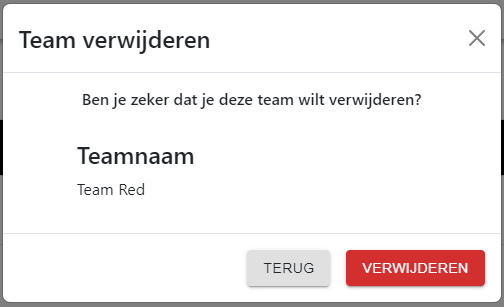 Team verwijderen
Ben je zeker dat je deze team wilt verwijderen?
Teamnaam
Team Red
TERUG
VERWIJDEREN